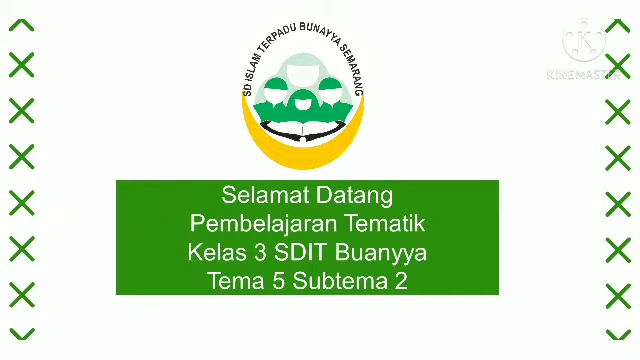 SD ISLAM TERPADU BUNAYYA SEMARANG
KINEMASTER
Selamat Datang
Pembelajaran Tematik
Kelas 3 SDIT Buanyya
Tema 5 Subtema 2